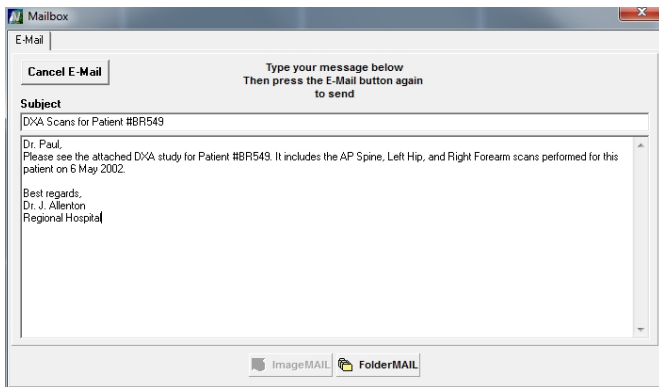 Mailbox
E-Mail
Cancel E-Mail
Type your message below
Then press the E-Mail button again
to send
Subject
DXA Scans for Patient #BR549
Dr. Paul,
Please see the attached DXA study for Patient #BR549. It includes the AP Spine, Left Hip, and Right Forearm scans performed for this
patient on 6 May 2002.
Best regards,
Dr. J. Allenton
Regional Hospital
ImageMAIL
FolderMAIL